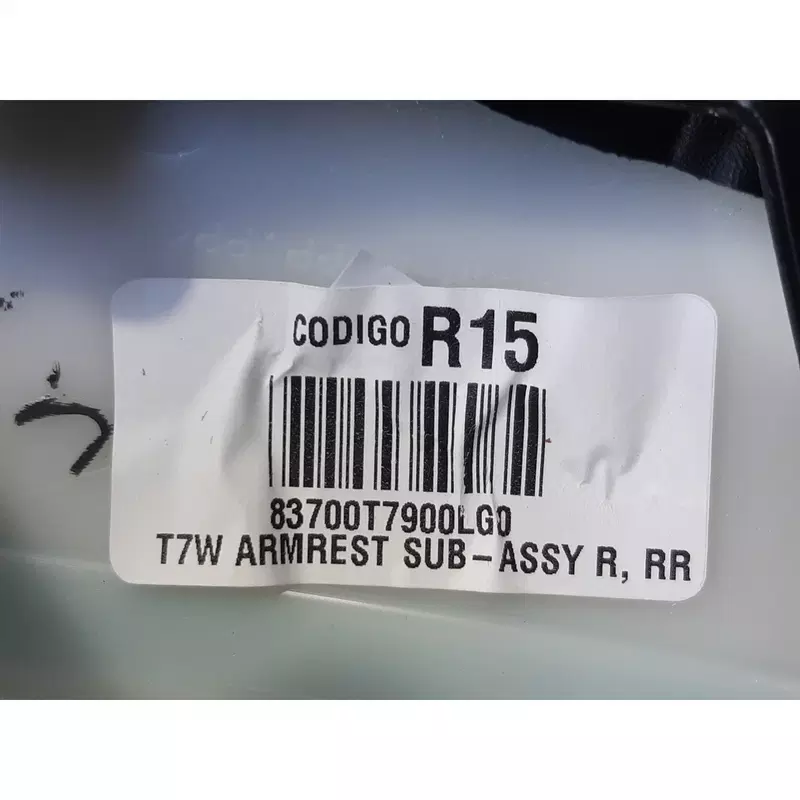 CODIGO R15
83700T7900LG0
T7W ARMREST SUB-ASSY R, RR